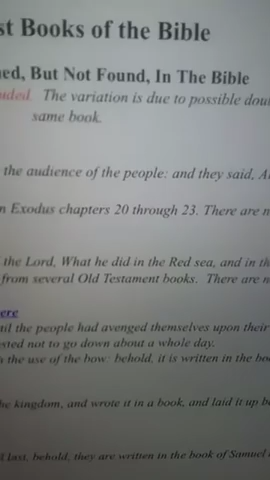 st Books of the Bible
ed, But Not Found, In The Bible
uded. The variation is due to possible dou
same book.
the audience of the people: and they said, A
n Exodus chapters 20 through 23. There are n
the Lord, What he did in the Red sea, and in th
from several Old Testament books. There are n
ere
til the people had avenged themselves upon their
sted not to go down about a whole day.
the use of the bow: behold, it is written in the boo
he kingdom, and wrote it in a book, and laid it up be
d last, behold, they are written in the book of Samuel